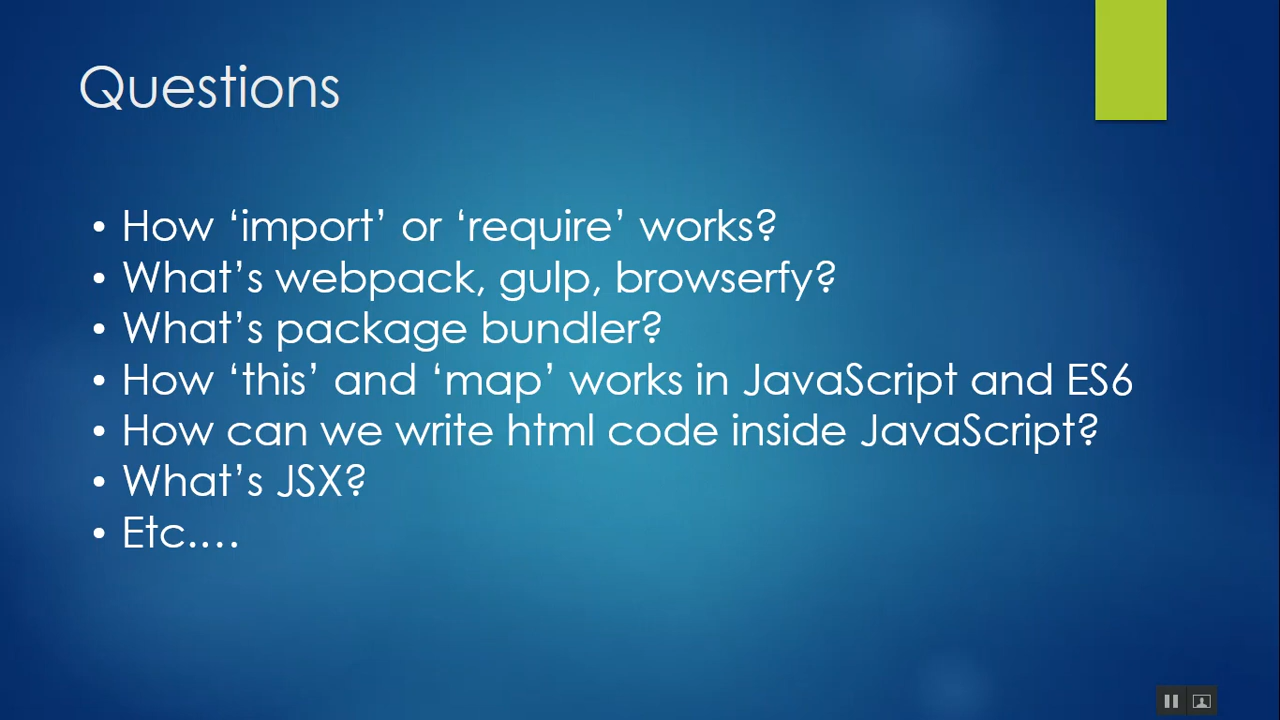 Questions
• How ‘import’ or ‘require’ works?
• What’s webpack, gulp, browserfy?
• What’s package bundler?
• How ‘this’ and ‘map’ works in JavaScript and ES6
• How can we write html code inside JavaScript?
• What’s JSX?
• Etc.…